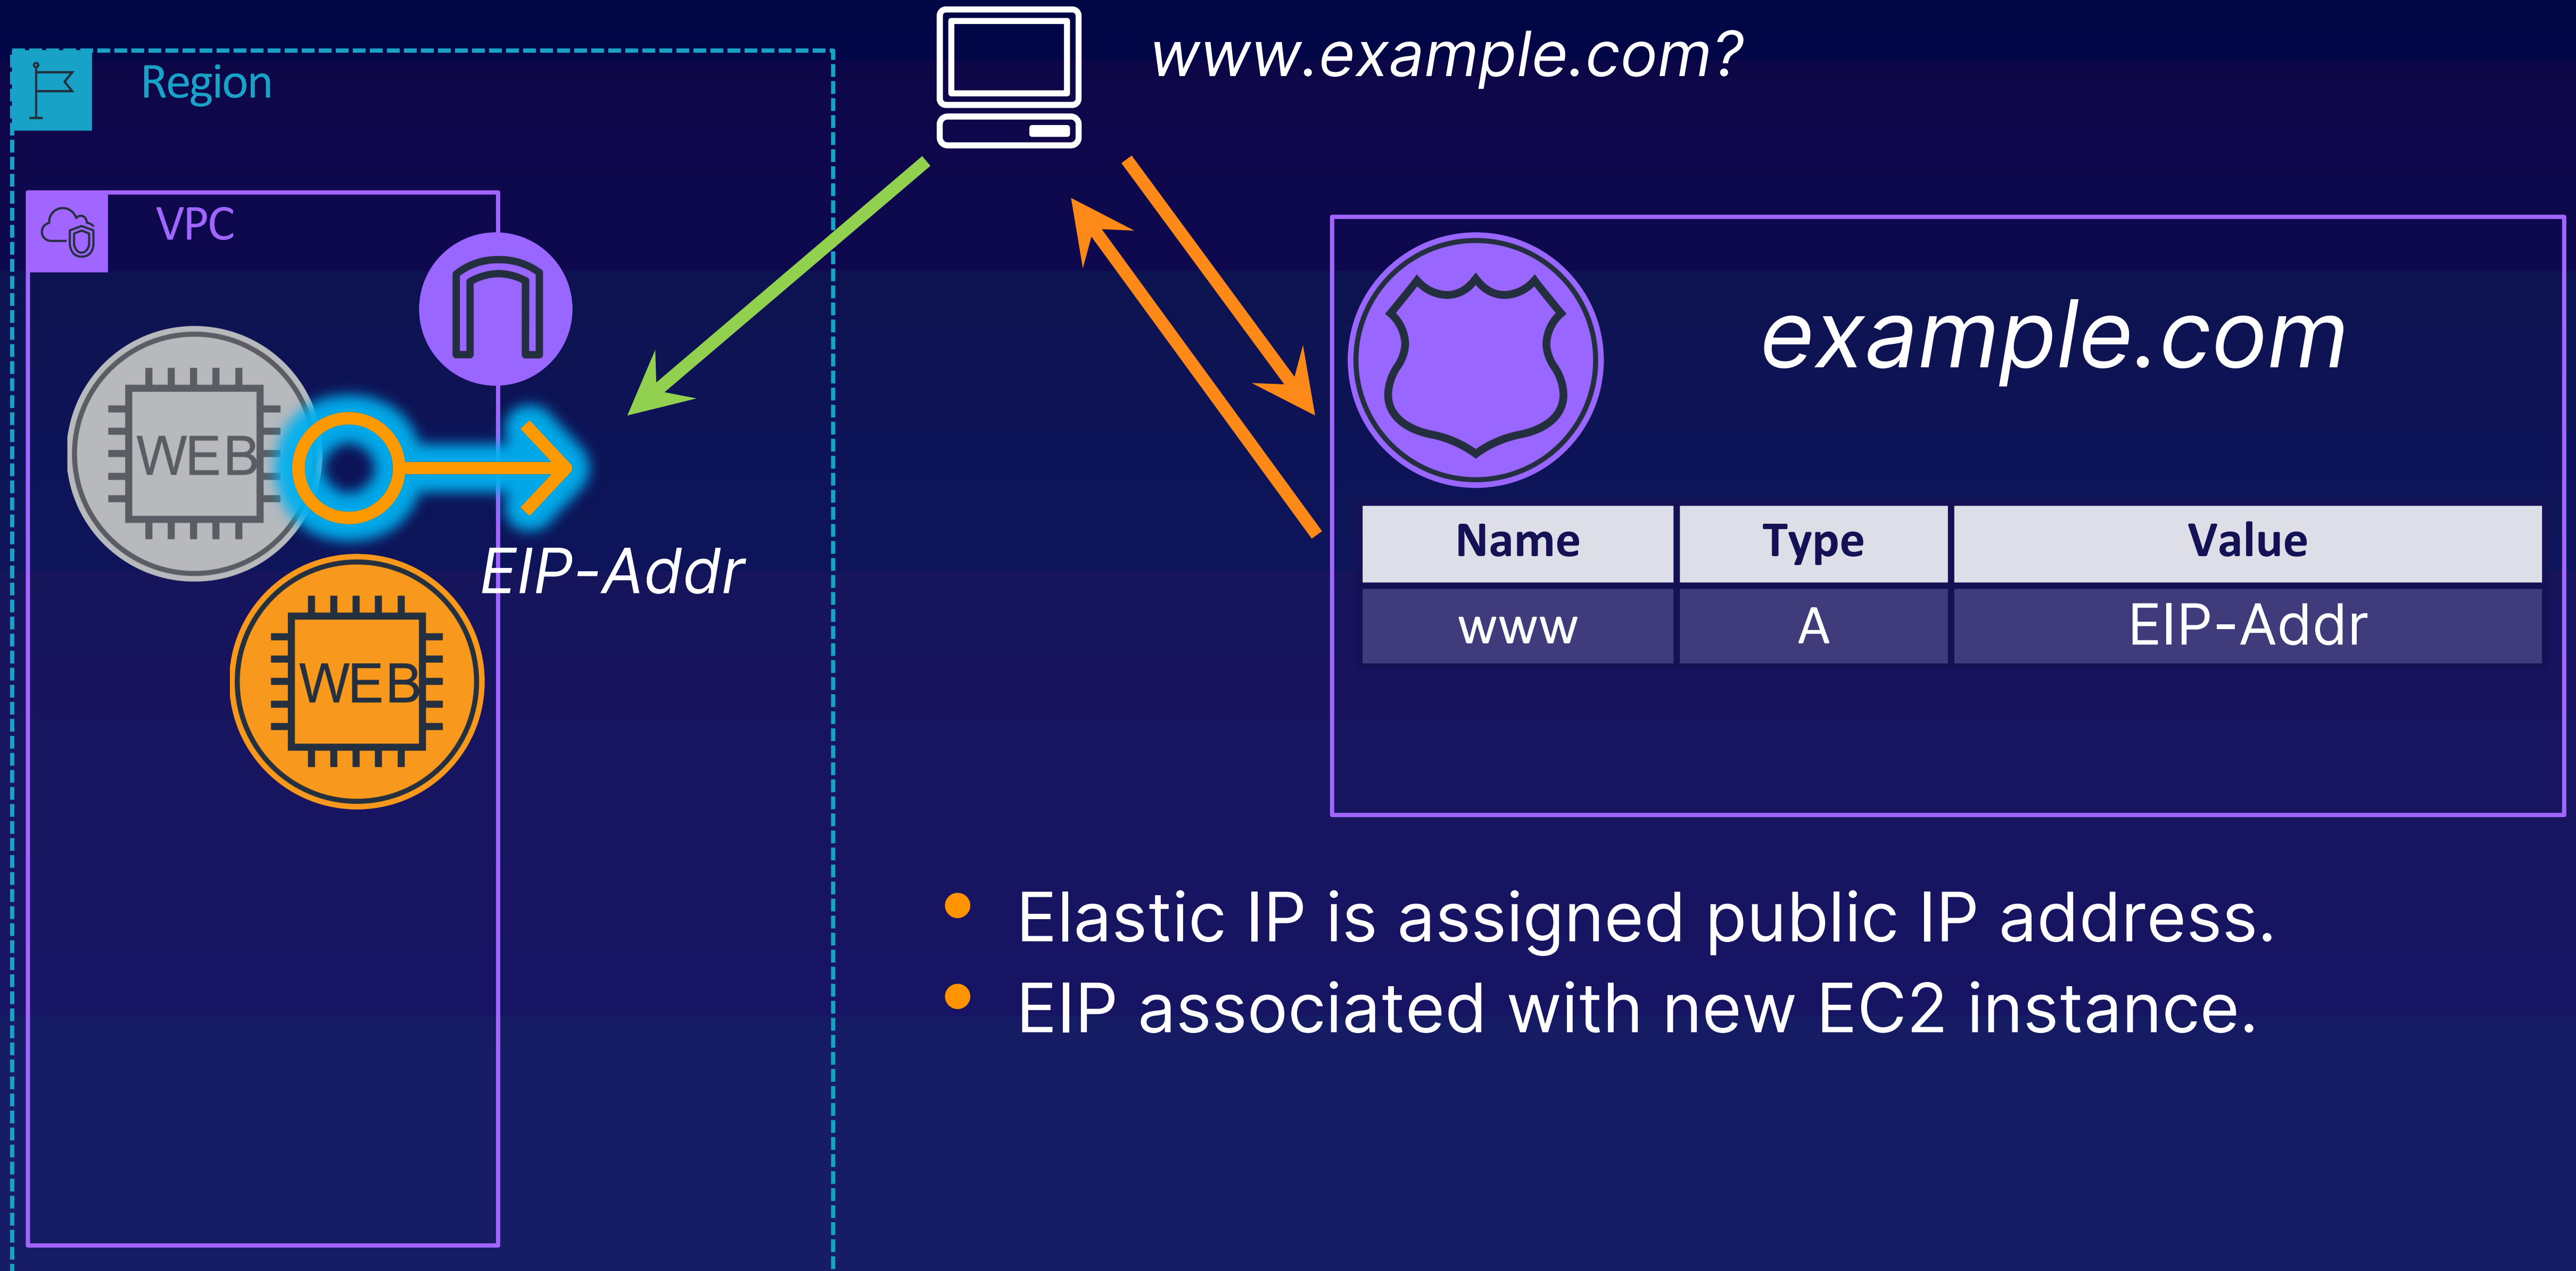 www.example.com?
Region
VPC
example.com
WEB
EIP-Addr
WEB
Name Type Value
www A EIP-Addr
Elastic IP is assigned public IP address.
EIP associated with new EC2 instance.